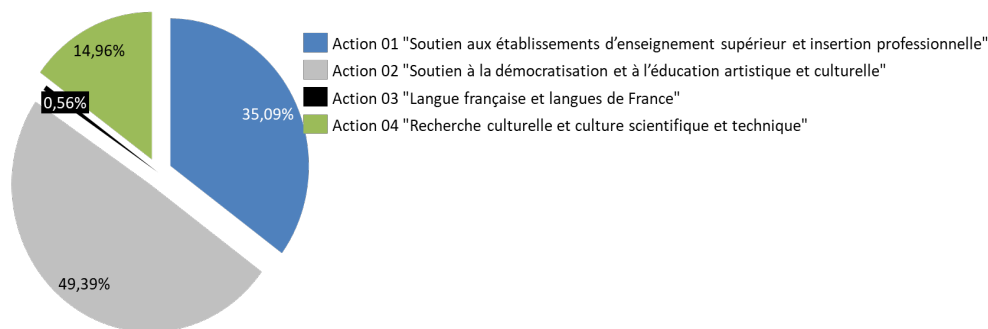 14,96%
0,56%
35,09%
49,39%
Action 01 "Soutien aux établissements d’enseignement supérieur et insertion professionnelle"
Action 02 "Soutien à la démocratisation et à l’éducation artistique et culturelle"
Action 03 "Langue française et langues de France"
Action 04 "Recherche culturelle et culture scientifique et technique"